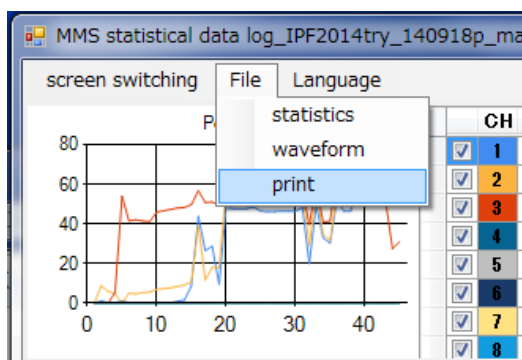 MMS statistical data log_IPF2014try_140918p_ma
screen switching File Language
statistics
waveform
print
CH
1
2
3
4
5
6
7
8
80
60
40
20
0
0 10 20 30 40